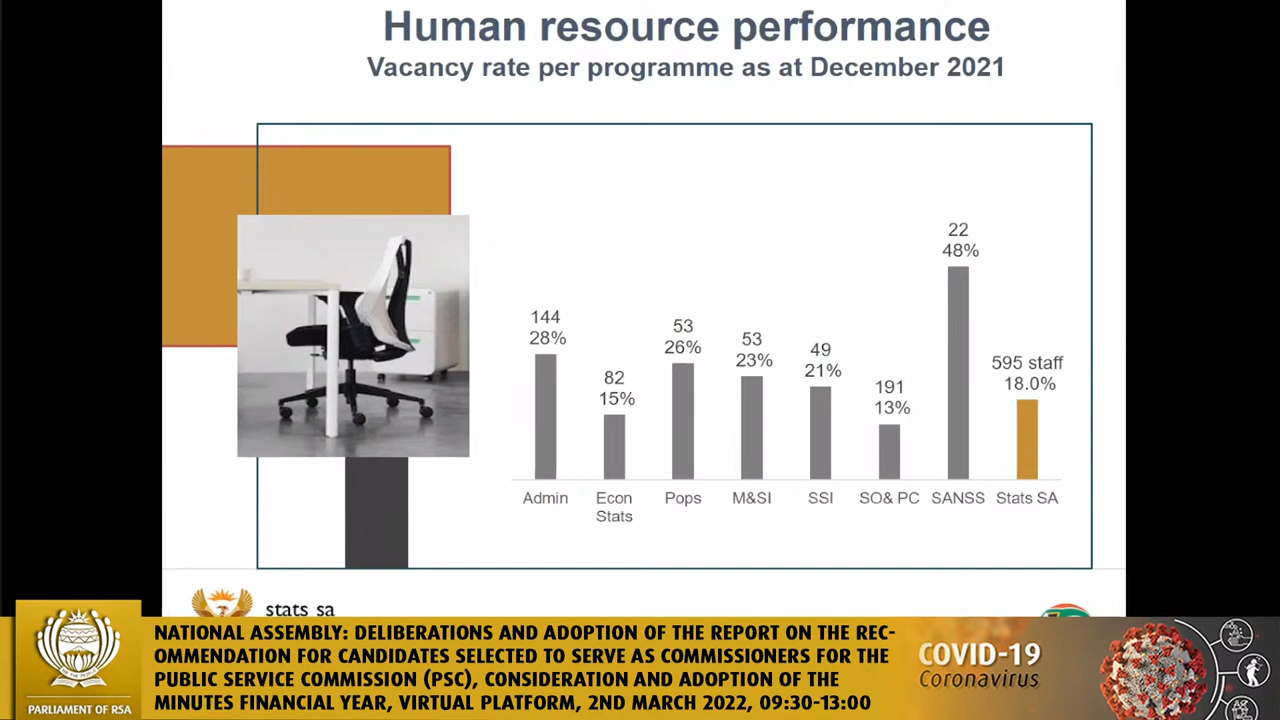 Human resource performance
Vacancy rate per programme as at December 2021
22
48%
144
28%
53
26%
53
23%
49
21%
595 staff
18.0%
82
15%
191
13%
Admin
Econ
Stats
Pops
M&SI
SSI
SO& PC
SANSS
Stats SA
stats sa
PARLIAMENT OF RSA
NATIONAL ASSEMBLY: DELIBERATIONS AND ADOPTION OF THE REPORT ON THE REC-
OMMENDATION FOR CANDIDATES SELECTED TO SERVE AS COMMISSIONERS FOR THE
PUBLIC SERVICE COMMISSION (PSC), CONSIDERATION AND ADOPTION OF THE
MINUTES FINANCIAL YEAR, VIRTUAL PLATFORM, 2ND MARCH 2022, 09:30-13:00
COVID-19
Coronavirus